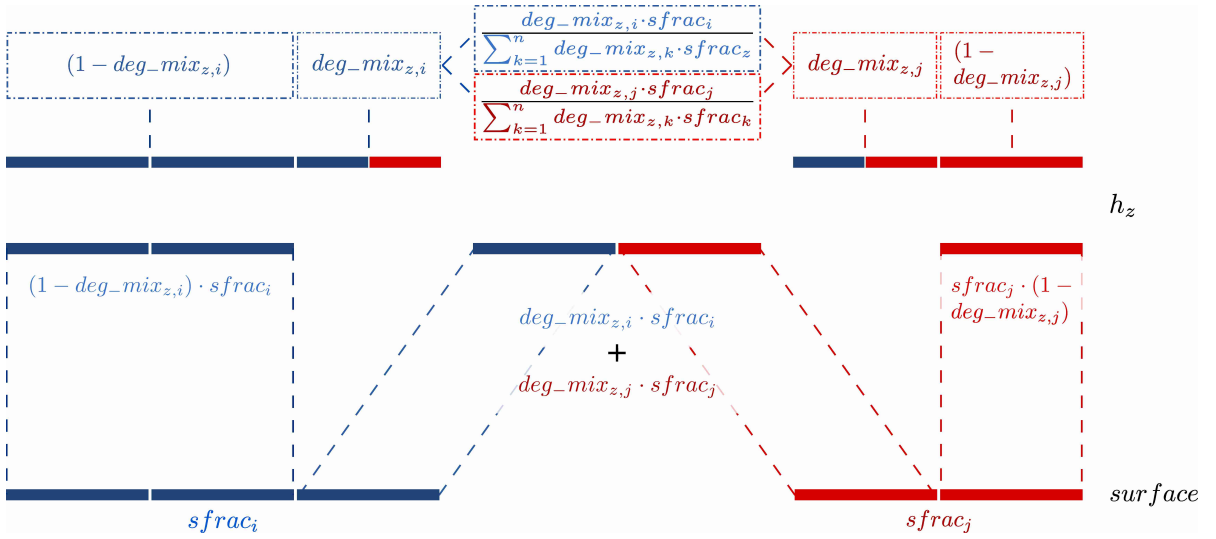 (1 − deg_mix_{z,i})
deg_mix_{z,i}
deg_mix_{z,i}·sfrac_i
∑_{k=1}^{n} deg_mix_{z,k}·sfrac_z
deg_mix_{z,j}·sfrac_j
∑_{k=1}^{n} deg_mix_{z,k}·sfrac_k
deg_mix_{z,j}
(1 −
deg_mix_{z,j})
h_z
(1 − deg_mix_{z,i}) · sfrac_i
deg_mix_{z,i} · sfrac_i
+
deg_mix_{z,j} · sfrac_j
sfrac_j · (1 −
deg_mix_{z,j})
surface
sfrac_i
sfrac_j